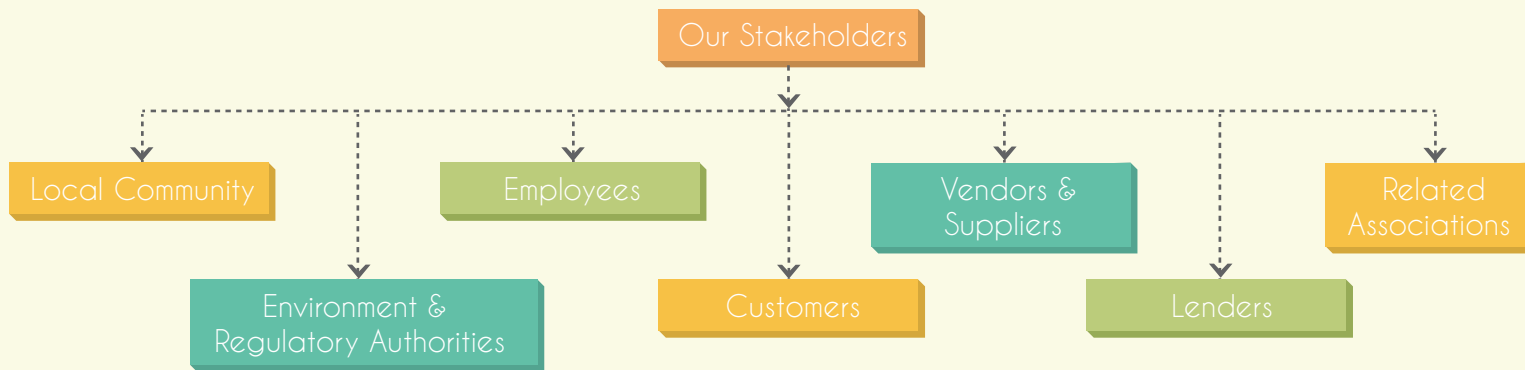 Our Stakeholders
Local Community
Employees
Vendors &
Suppliers
Related
Associations
Environment &
Regulatory Authorities
Customers
Lenders